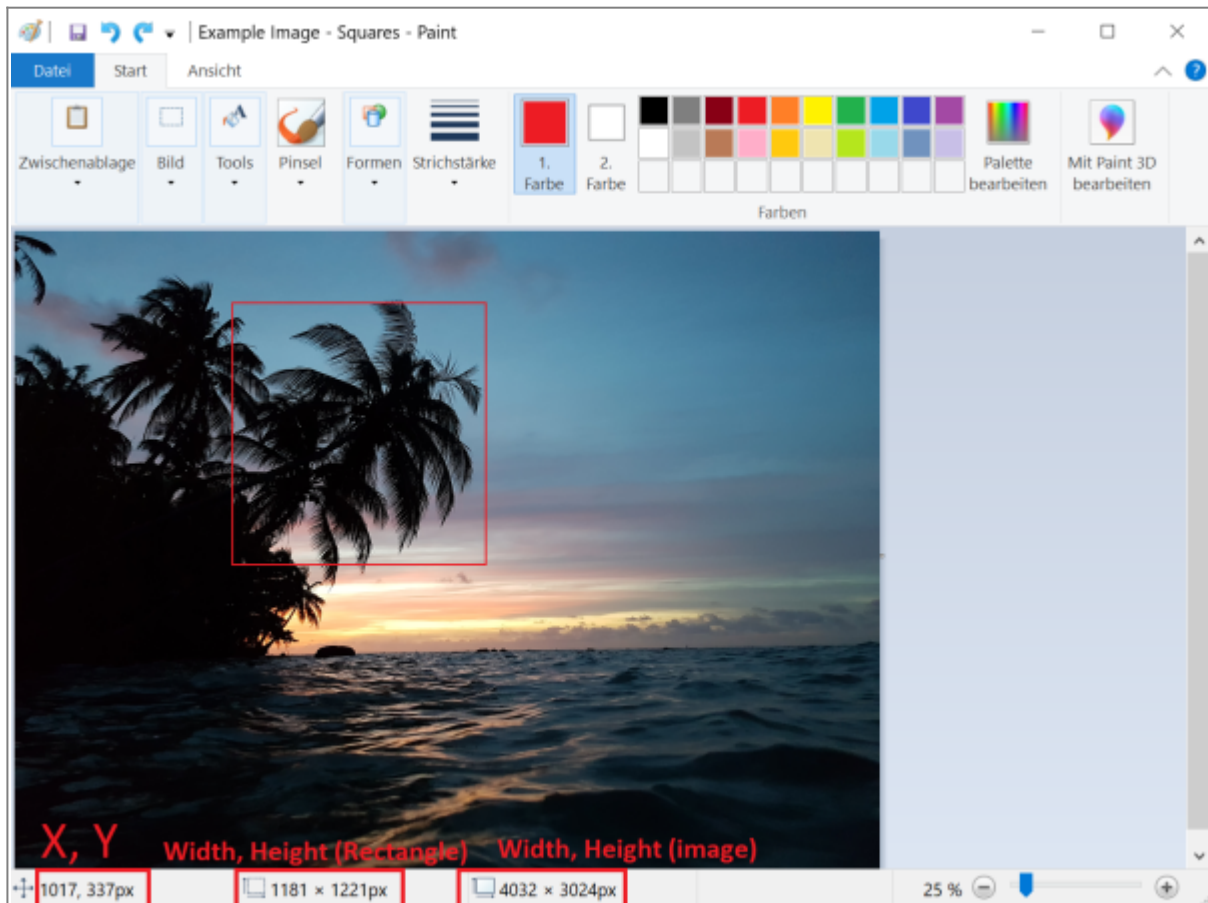 Example Image - Squares - Paint
Datei Start Ansicht
Zwischenablage Bild Tools Pinsel Formen Strichstärke 1. Farbe 2. Farbe Palette bearbeiten Mit Paint 3D bearbeiten
Farben
X, Y Width, Height (Rectangle) Width, Height (image)
1017, 337px 1181 × 1221px 4032 × 3024px 25 %